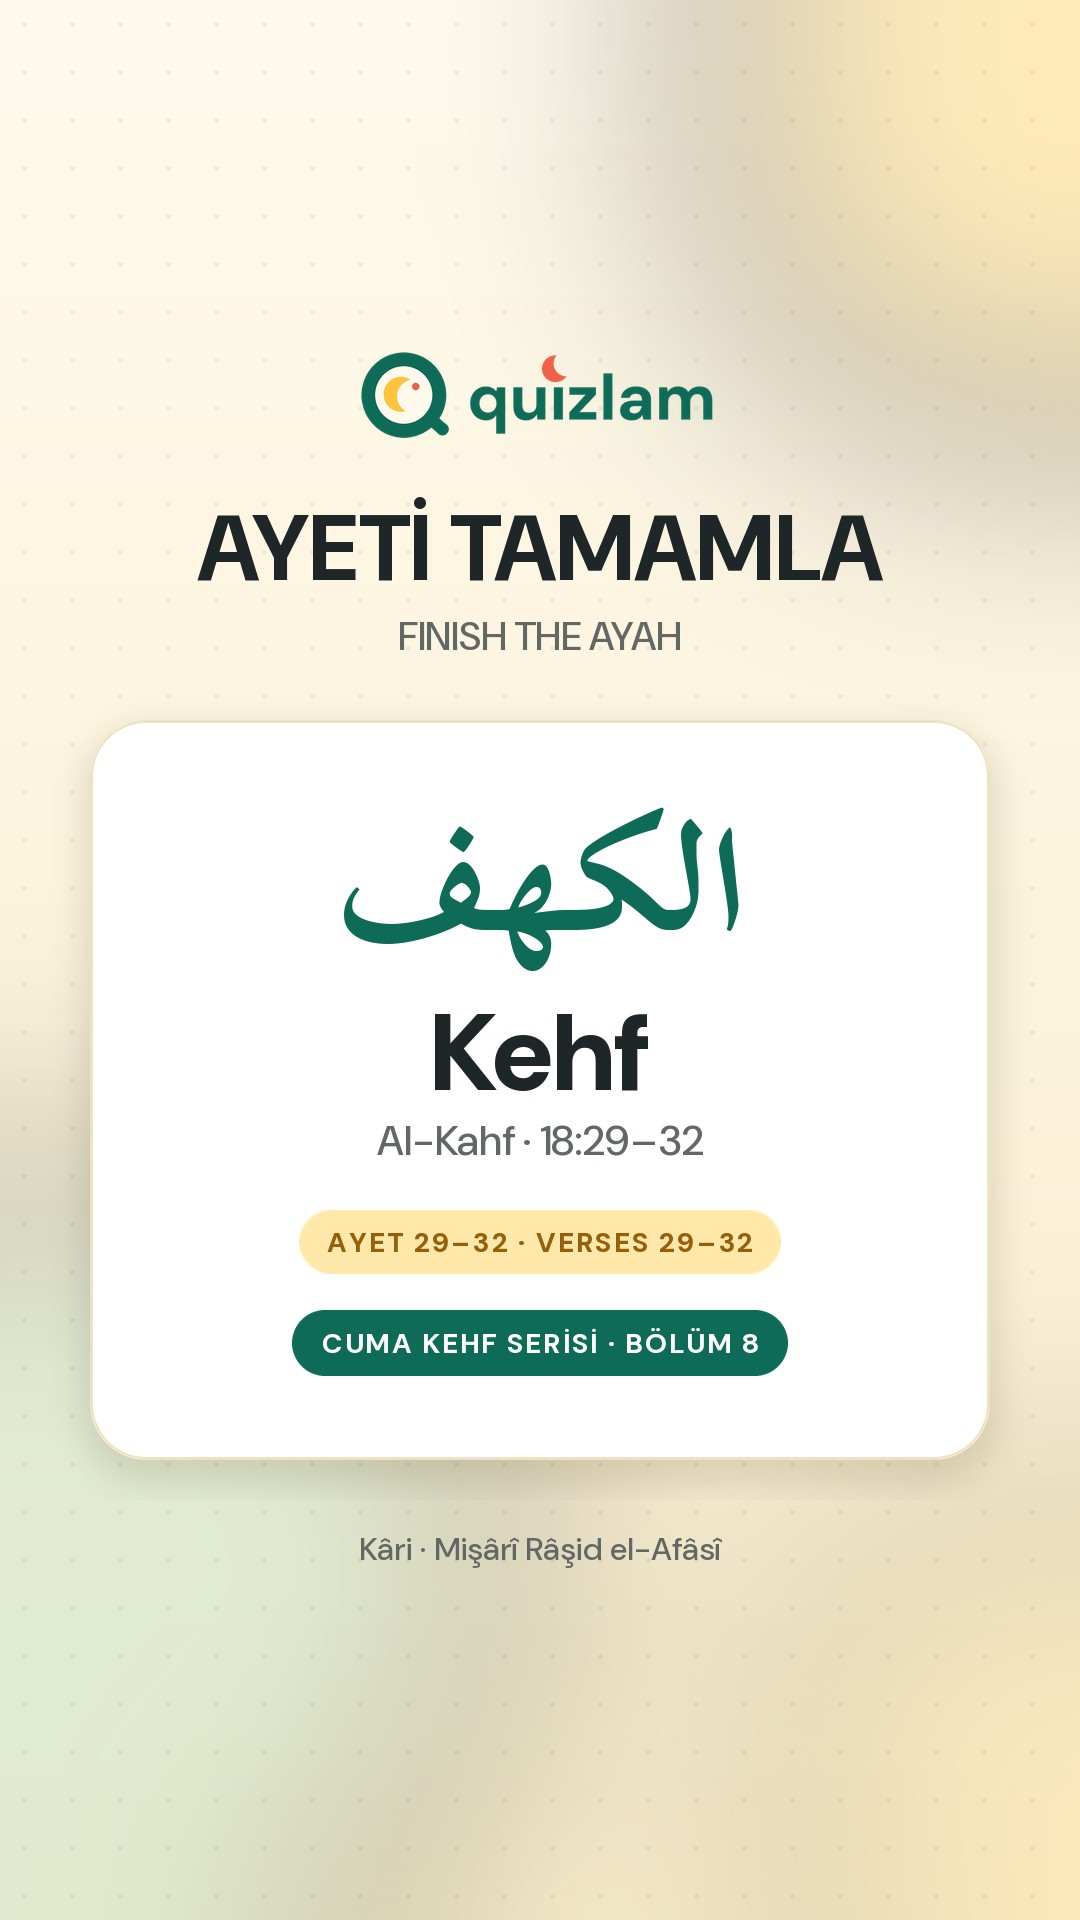 quizlam
AYETİ TAMAMLA
FINISH THE AYAH
الكهف
Kehf
Al-Kahf · 18:29–32
AYET 29–32 · VERSES 29–32
CUMA KEHF SERİSİ · BÖLÜM 8
Kâri · Mişârî Râşid el-Afâsî